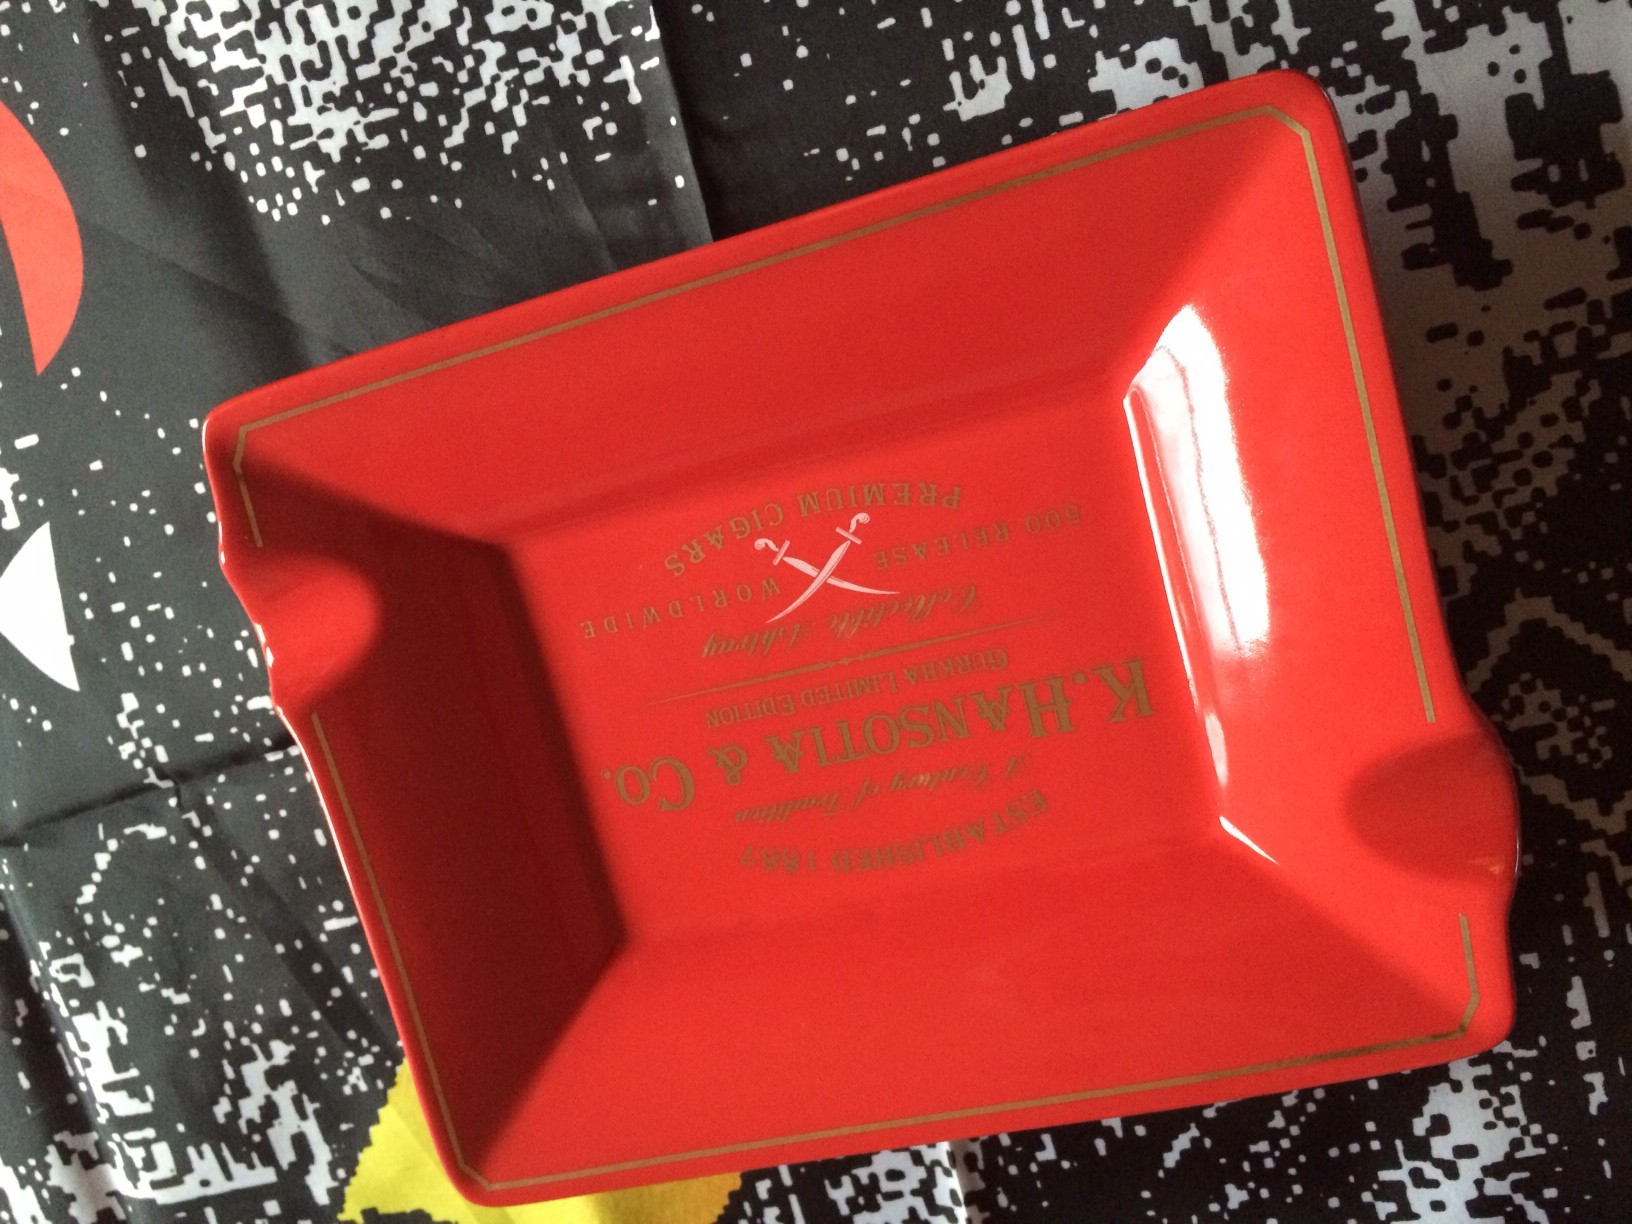 ESTABLISHED 1887
A Century of Tradition
K. HANSOTIA & CO.
GURKHA LIMITED EDITION
Collectible Ashtray
500 RELEASE WORLDWIDE
PREMIUM CIGARS